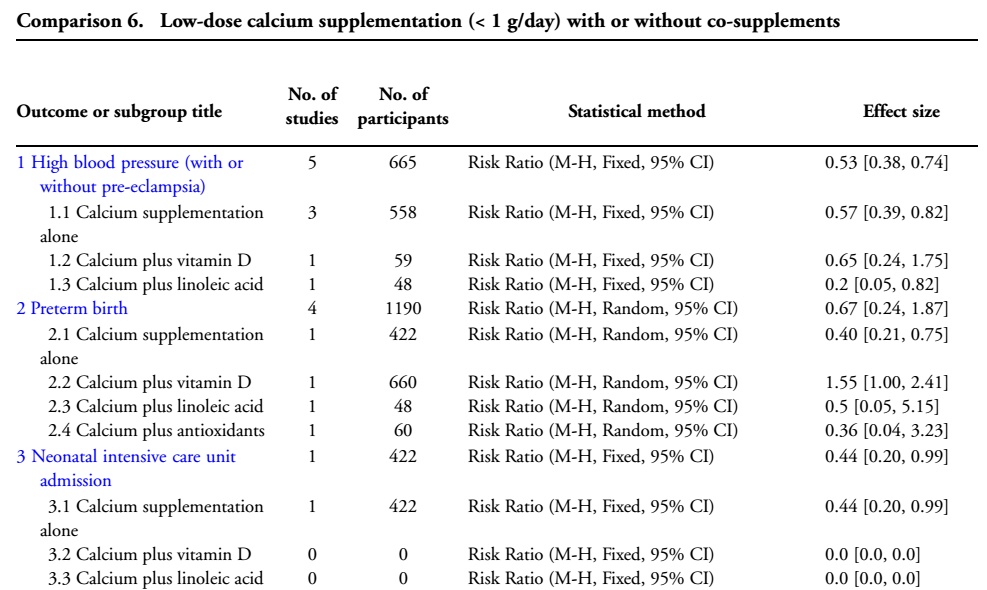 Comparison 6. Low-dose calcium supplementation (< 1 g/day) with or without co-supplements
Outcome or subgroup title No. of studies No. of participants Statistical method Effect size
1 High blood pressure (with or 5 665 Risk Ratio (M-H, Fixed, 95% CI) 0.53 [0.38, 0.74]
without pre-eclampsia)
1.1 Calcium supplementation 3 558 Risk Ratio (M-H, Fixed, 95% CI) 0.57 [0.39, 0.82]
alone
1.2 Calcium plus vitamin D 1 59 Risk Ratio (M-H, Fixed, 95% CI) 0.65 [0.24, 1.75]
1.3 Calcium plus linoleic acid 1 48 Risk Ratio (M-H, Fixed, 95% CI) 0.2 [0.05, 0.82]
2 Preterm birth 4 1190 Risk Ratio (M-H, Random, 95% CI) 0.67 [0.24, 1.87]
2.1 Calcium supplementation 1 422 Risk Ratio (M-H, Random, 95% CI) 0.40 [0.21, 0.75]
alone
2.2 Calcium plus vitamin D 1 660 Risk Ratio (M-H, Random, 95% CI) 1.55 [1.00, 2.41]
2.3 Calcium plus linoleic acid 1 48 Risk Ratio (M-H, Random, 95% CI) 0.5 [0.05, 5.15]
2.4 Calcium plus antioxidants 1 60 Risk Ratio (M-H, Random, 95% CI) 0.36 [0.04, 3.23]
3 Neonatal intensive care unit 1 422 Risk Ratio (M-H, Fixed, 95% CI) 0.44 [0.20, 0.99]
admission
3.1 Calcium supplementation 1 422 Risk Ratio (M-H, Fixed, 95% CI) 0.44 [0.20, 0.99]
alone
3.2 Calcium plus vitamin D 0 0 Risk Ratio (M-H, Fixed, 95% CI) 0.0 [0.0, 0.0]
3.3 Calcium plus linoleic acid 0 0 Risk Ratio (M-H, Fixed, 95% CI) 0.0 [0.0, 0.0]